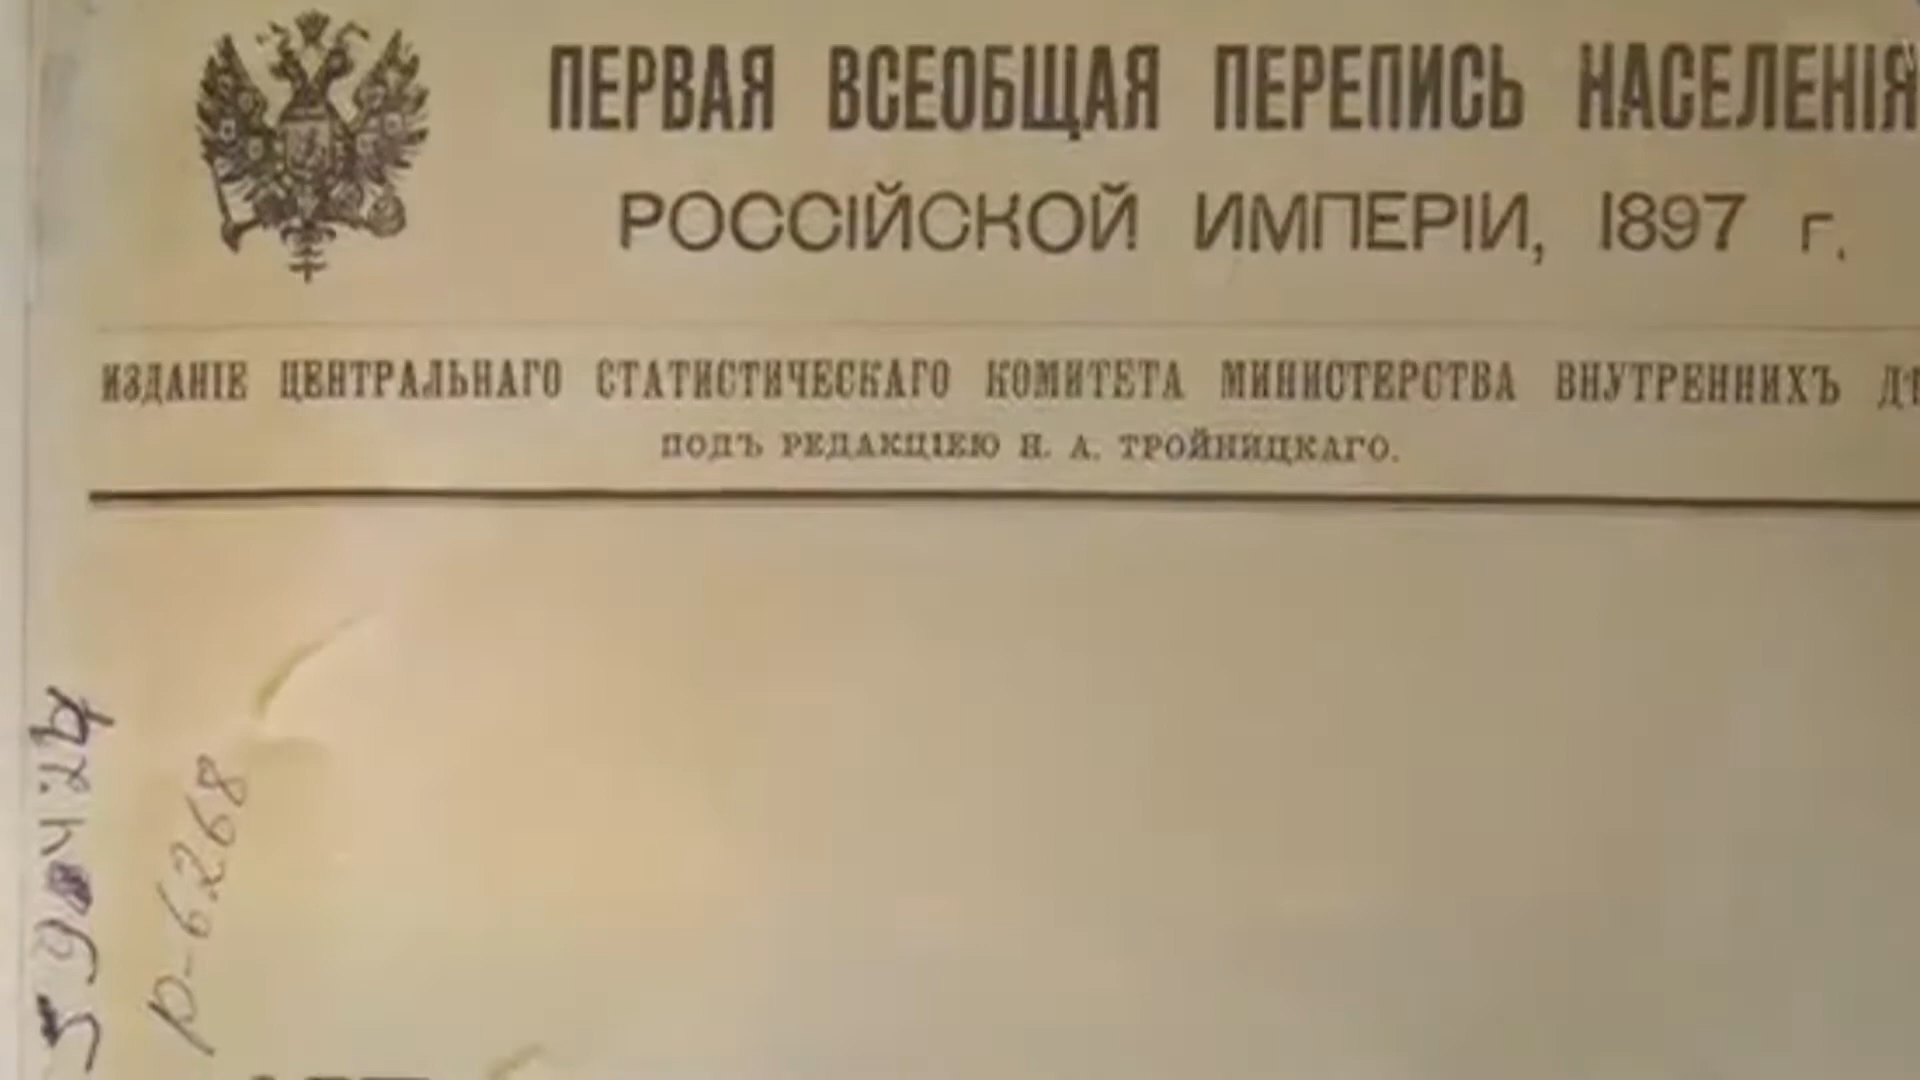 ПЕРВАЯ ВСЕОБЩАЯ ПЕРЕПИСЬ НАСЕЛЕНІЯ
РОССІЙСКОЙ ИМПЕРІИ, 1897 г.
ИЗДАНІЕ ЦЕНТРАЛЬНАГО СТАТИСТИЧЕСКАГО КОМИТЕТА МИНИСТЕРСТВА ВНУТРЕННИХЪ
ПОДЪ РЕДАКЦІЕЮ Н. А. ТРОЙНИЦКАГО.
р-6268